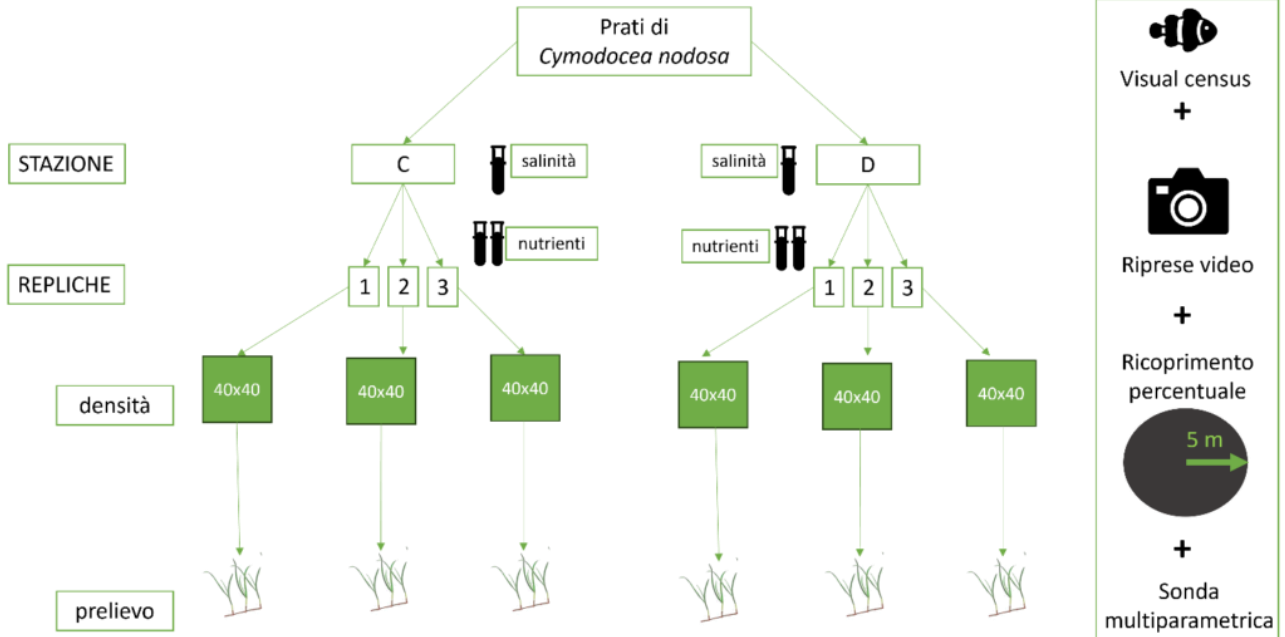 Prati di
Cymodocea nodosa
STAZIONE
C
salinità
salinità
D
nutrienti
nutrienti
REPLICHE
1
2
3
1
2
3
densità
40x40
40x40
40x40
40x40
40x40
40x40
prelievo
Visual census
+
Riprese video
+
Ricoprimento
percentuale
5 m
+
Sonda
multiparametrica